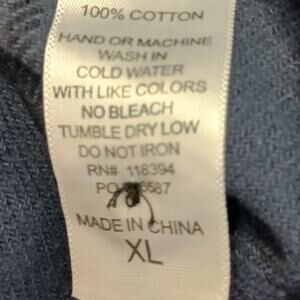 100% COTTON
HAND OR MACHINE
WASH IN
COLD WATER
WITH LIKE COLORS
NO BLEACH
TUMBLE DRY LOW
DO NOT IRON
RN# 118394
MADE IN CHINA
XL